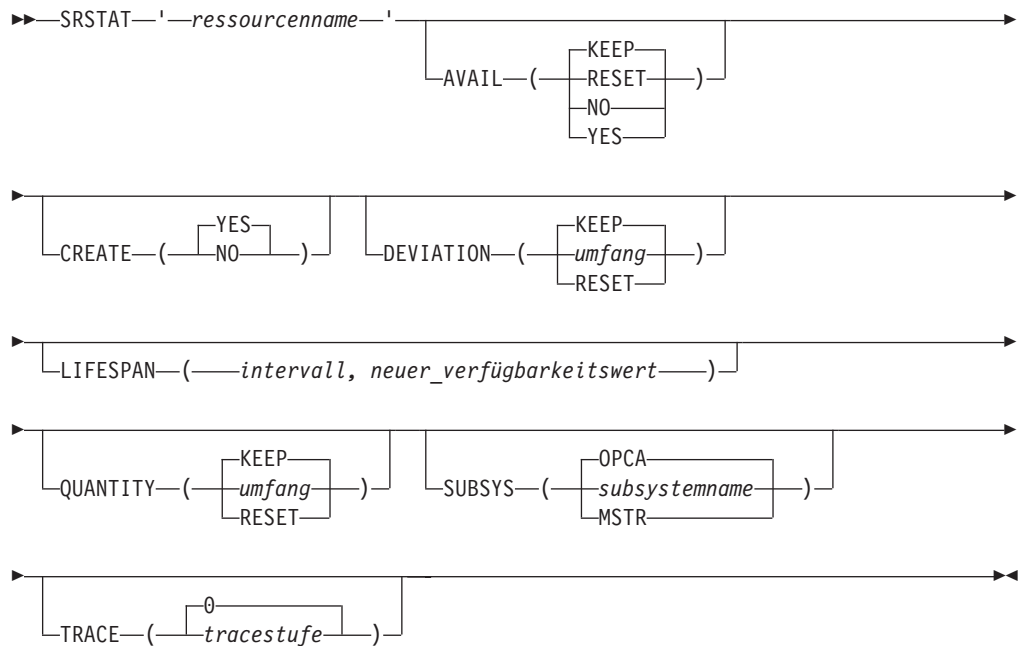 SRSTAT ' ressourcenname '
KEEP
AVAIL ( RESET )
NO
YES
YES KEEP
CREATE ( NO ) DEVIATION ( umfang )
RESET
LIFESPAN ( intervall, neuer_verfügbarkeitswert )
KEEP OPCA
QUANTITY ( umfang ) SUBSYS ( subsystemname )
RESET MSTR
0
TRACE ( tracestufe )